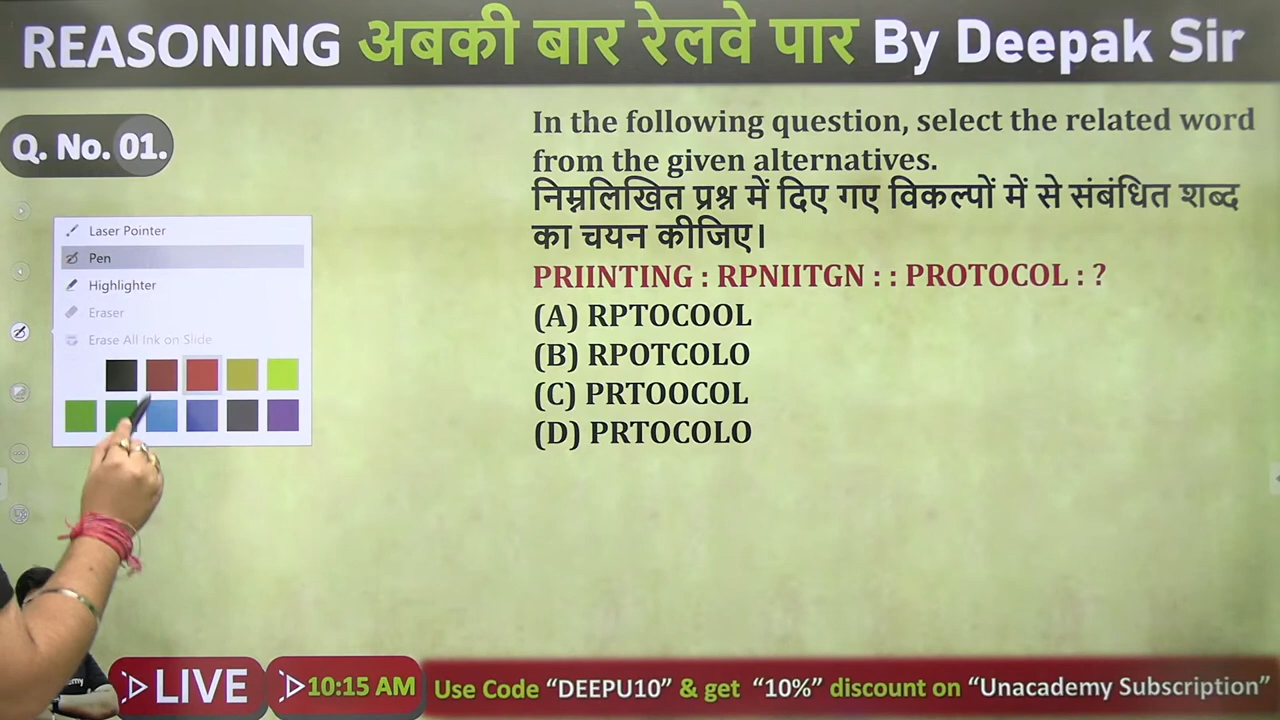 REASONING अबकी बार रेलवे पार By Deepak Sir
Q. No. 01.
In the following question, select the related word
from the given alternatives.
निम्नलिखित प्रश्न में दिए गए विकल्पों में से संबंधित शब्द
का चयन कीजिए।
PRIINTING : RPNIITGN : : PROTOCOL : ?
(A) RPTOCOOL
(B) RPOTCOLO
(C) PRTOOCOL
(D) PRTOCOLO
Laser Pointer
Pen
Highlighter
Eraser
Erase All Ink on Slide
LIVE
10:15 AM
Use Code “DEEPU10” & get “10%” discount on “Unacademy Subscription”